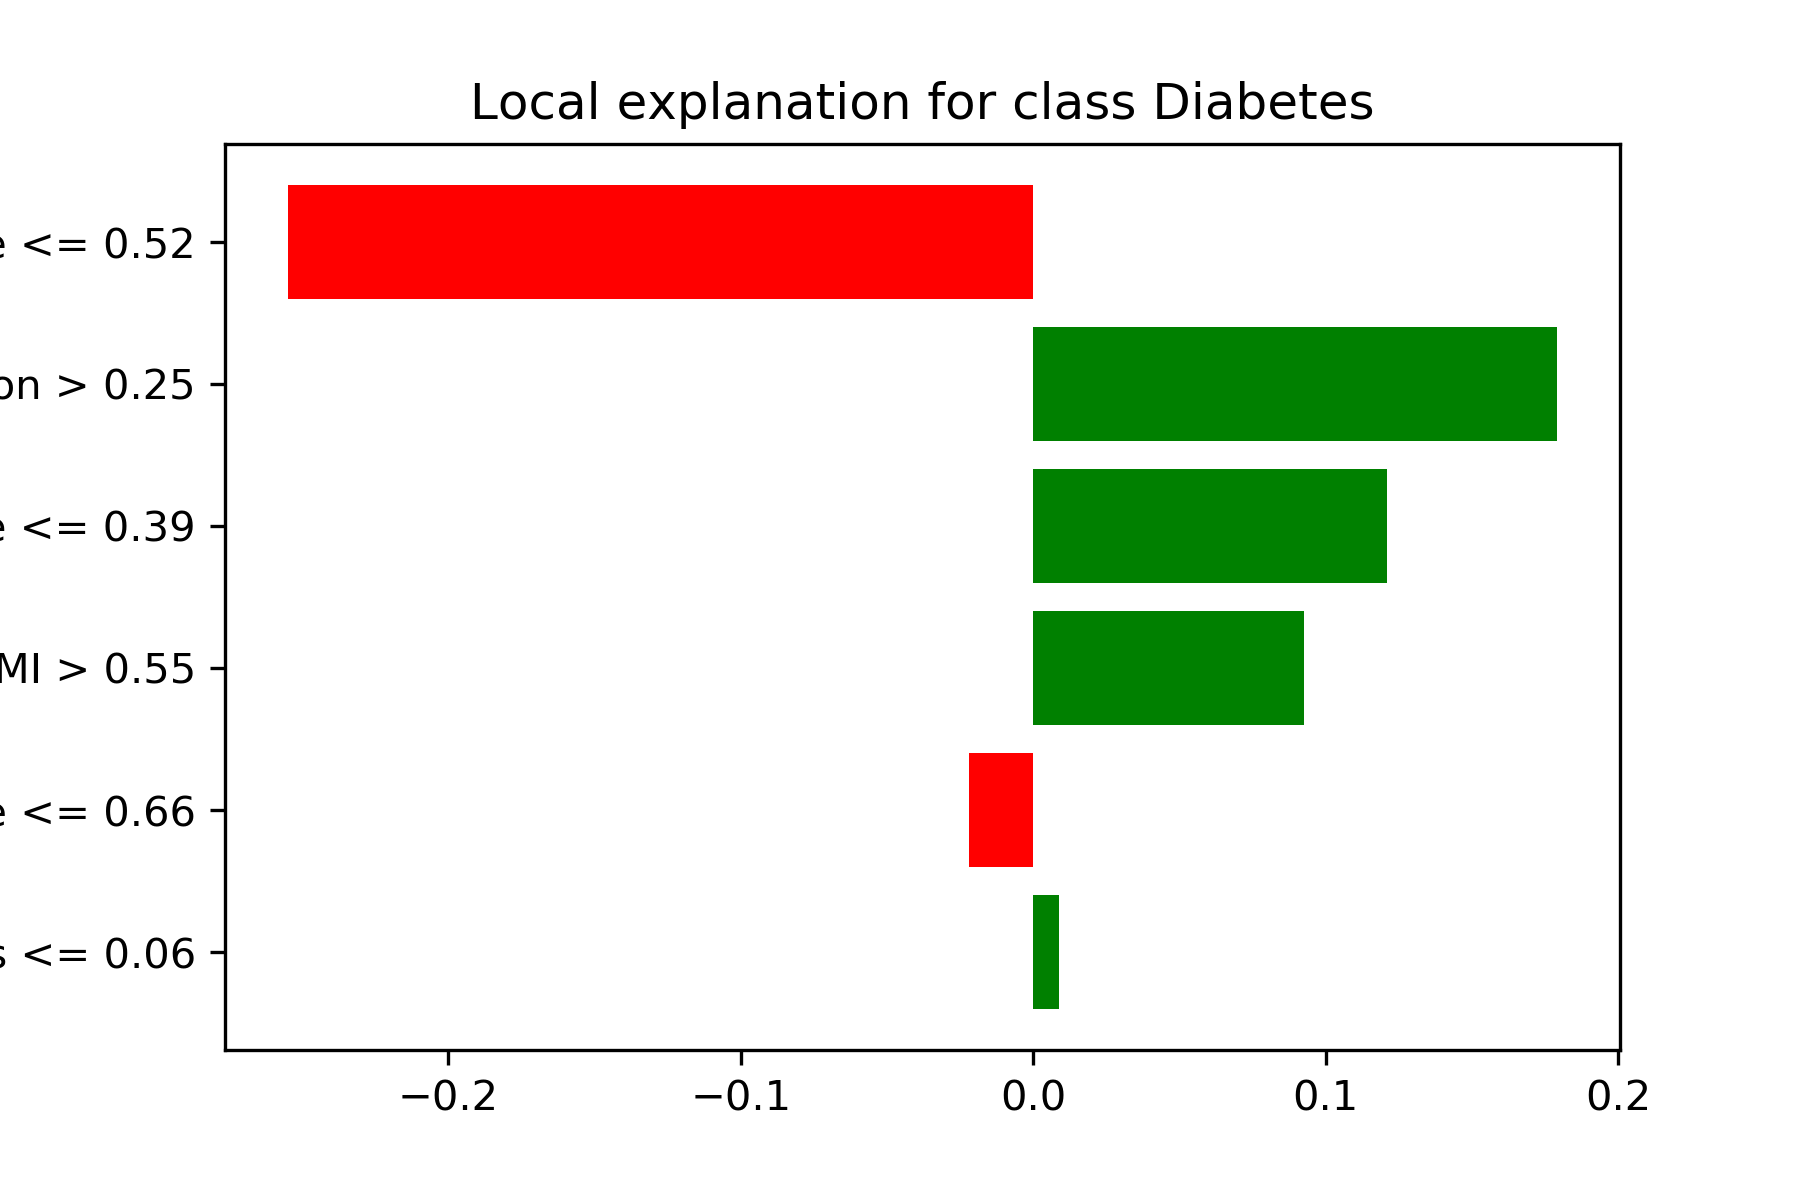 Local explanation for class Diabetes
e <= 0.52
on > 0.25
e <= 0.39
MI > 0.55
e <= 0.66
s <= 0.06
−0.2 −0.1 0.0 0.1 0.2